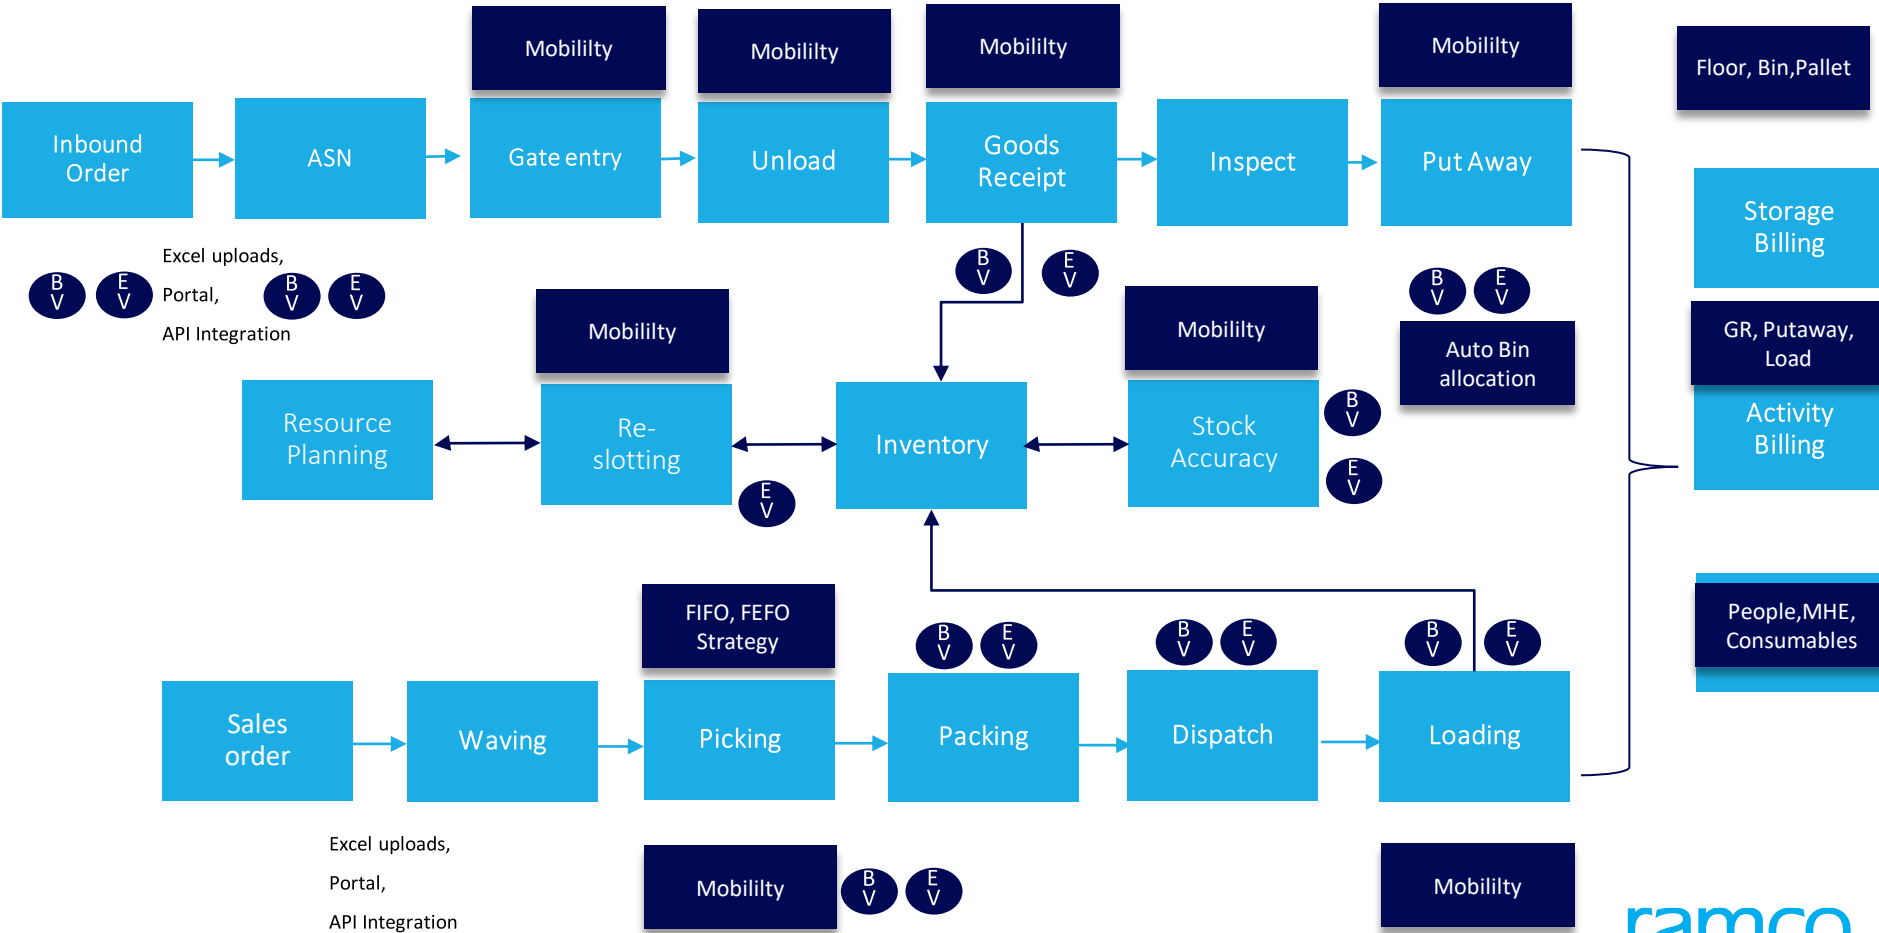 Mobililty
Mobililty
Mobililty
Mobililty
Floor, Bin,Pallet
Inbound
Order
ASN
Gate entry
Unload
Goods
Receipt
Inspect
Put Away
Storage
Billing
Excel uploads,
Portal,
API Integration
B
V
E
V
B
V
E
V
B
V
E
V
B
V
E
V
Mobililty
Mobililty
Auto Bin
allocation
GR, Putaway,
Load
Activity
Billing
Resource
Planning
Re-
slotting
Inventory
Stock
Accuracy
B
V
E
V
E
V
FIFO, FEFO
Strategy
B
V
E
V
B
V
E
V
B
V
E
V
People,MHE,
Consumables
Sales
order
Waving
Picking
Packing
Dispatch
Loading
Excel uploads,
Portal,
API Integration
Mobililty
B
V
E
V
Mobililty
ramco